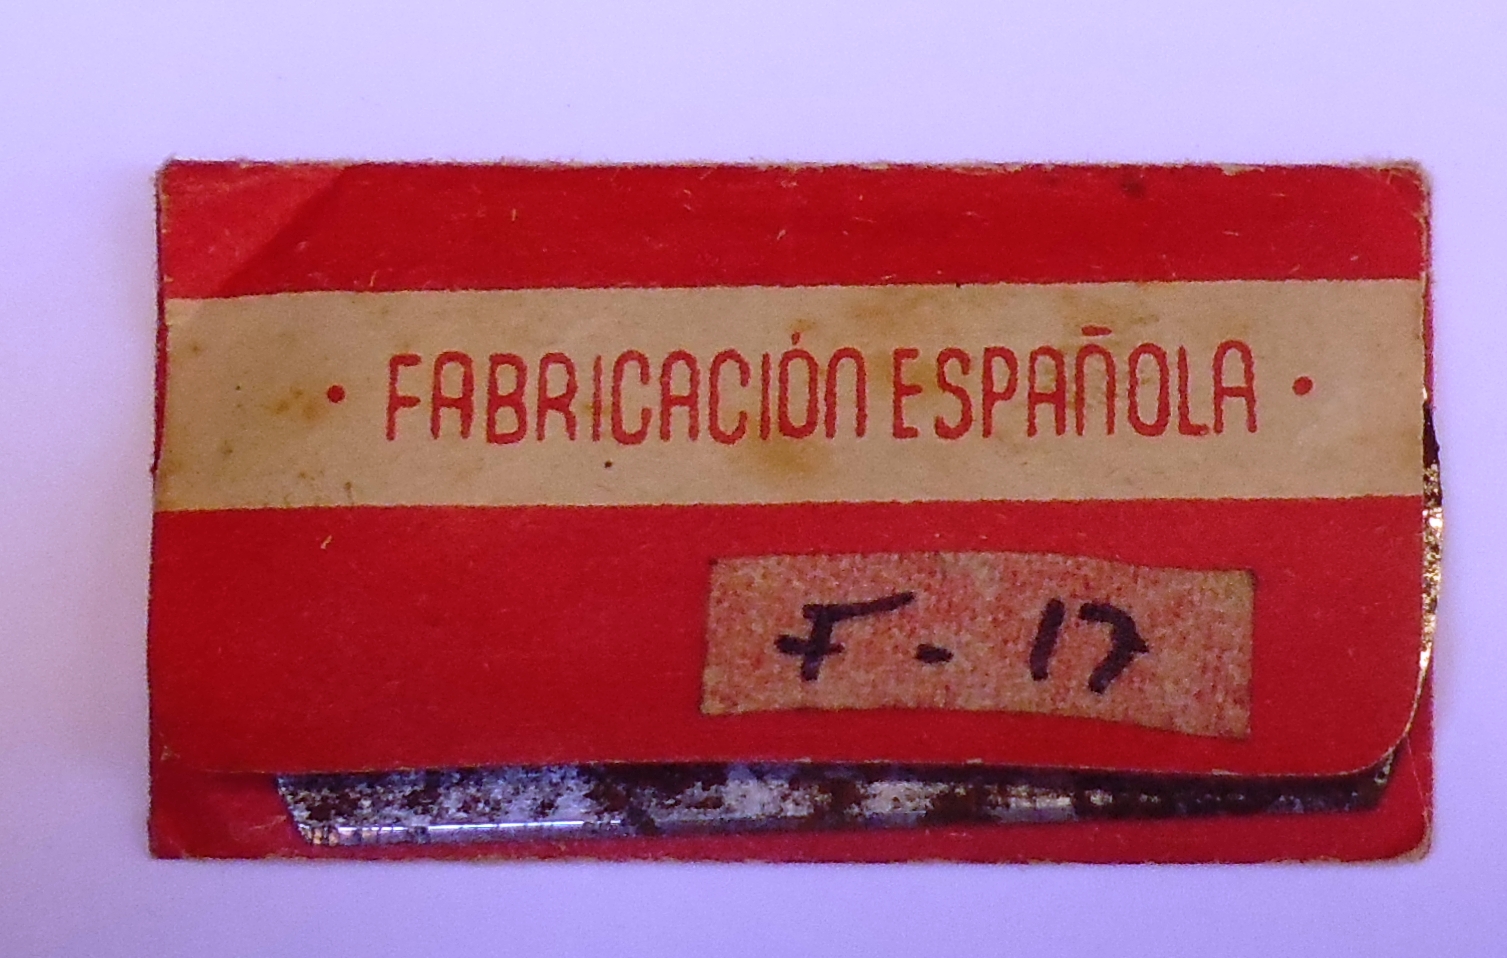 • FABRICACIÓN ESPAÑOLA •
F - 17